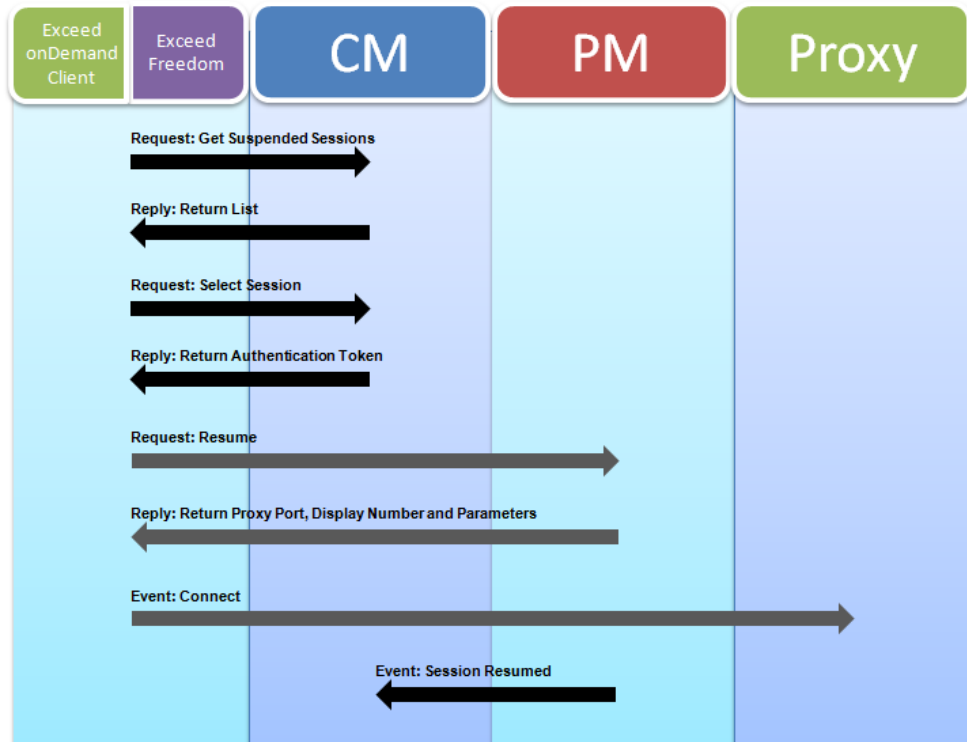 Exceed
onDemand
Client
Exceed
Freedom
CM
PM
Proxy
Request: Get Suspended Sessions
Reply: Return List
Request: Select Session
Reply: Return Authentication Token
Request: Resume
Reply: Return Proxy Port, Display Number and Parameters
Event: Connect
Event: Session Resumed